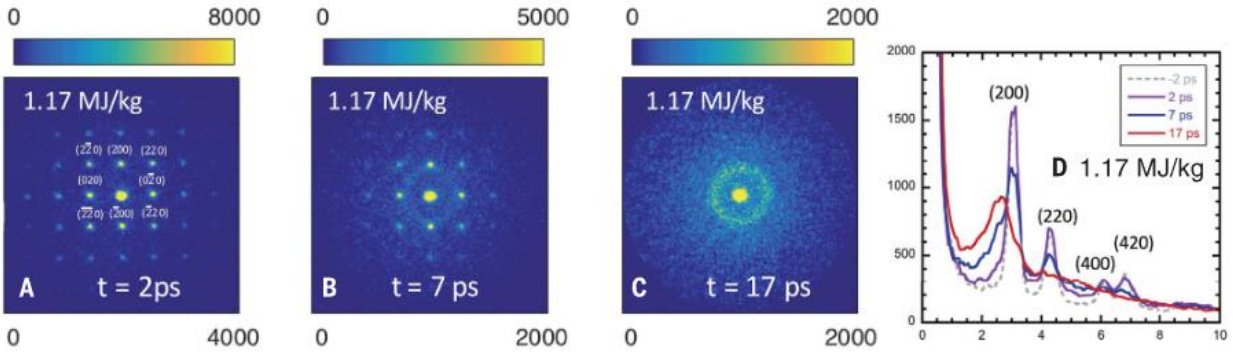 0 8000
0 5000
0 2000
1.17 MJ/kg
(2̅20) (200) (220)
(020) (02̅0)
(2̅2̅0) (2̅00) (2̅20)
A t = 2ps
1.17 MJ/kg
B t = 7 ps
1.17 MJ/kg
C t = 17 ps
2000
1500
1000
500
0
0 2 4 6 8 10
(200)
(220)
(400)
(420)
-2 ps
2 ps
7 ps
17 ps
D 1.17 MJ/kg
0 4000
0 2000
0 2000